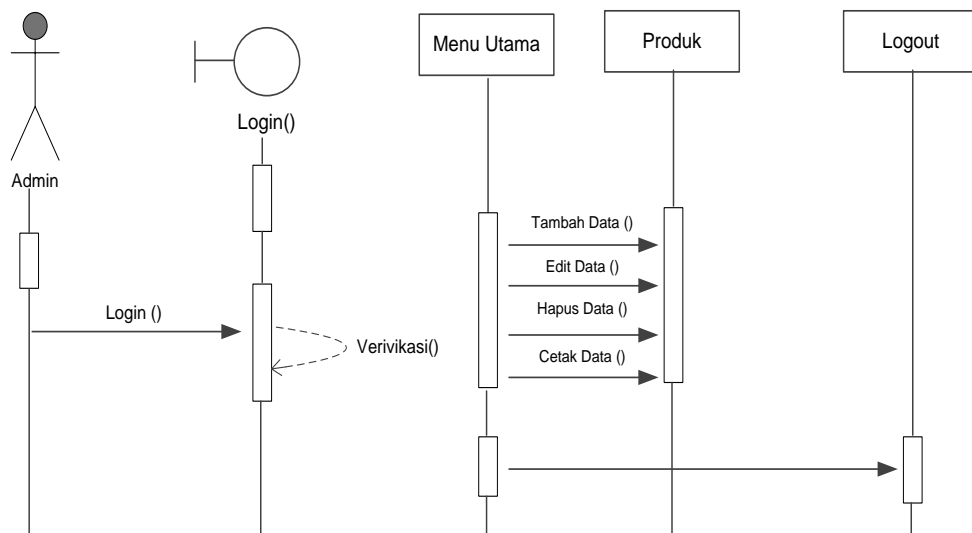 Menu Utama
Produk
Logout
Login()
Admin
Tambah Data ()
Edit Data ()
Hapus Data ()
Login ()
Verivikasi()
Cetak Data ()